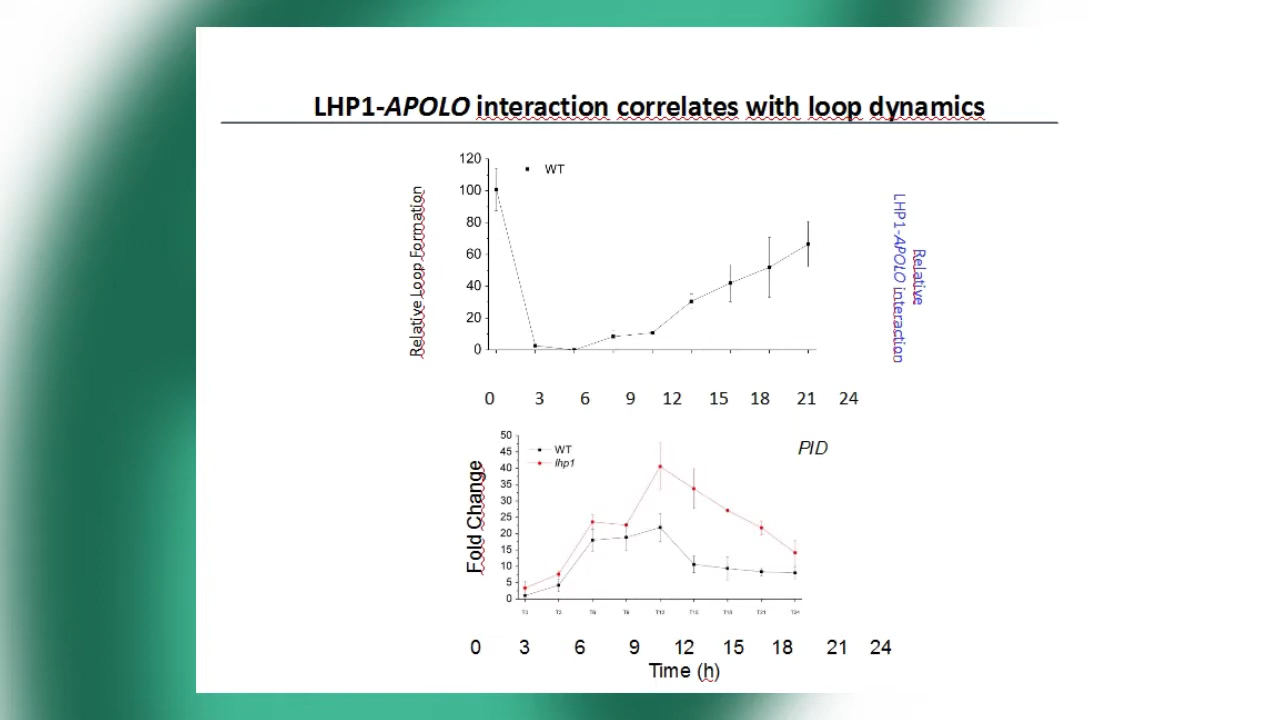 LHP1-APOLO interaction correlates with loop dynamics
Relative Loop Formation
120
100
80
60
40
20
0
WT
Relative
LHP1-APOLO interaction
0 3 6 9 12 15 18 21 24
Fold Change
50
45
40
35
30
25
20
15
10
5
0
WT
lhp1
PID
0 3 6 9 12 15 18 21 24
Time (h)